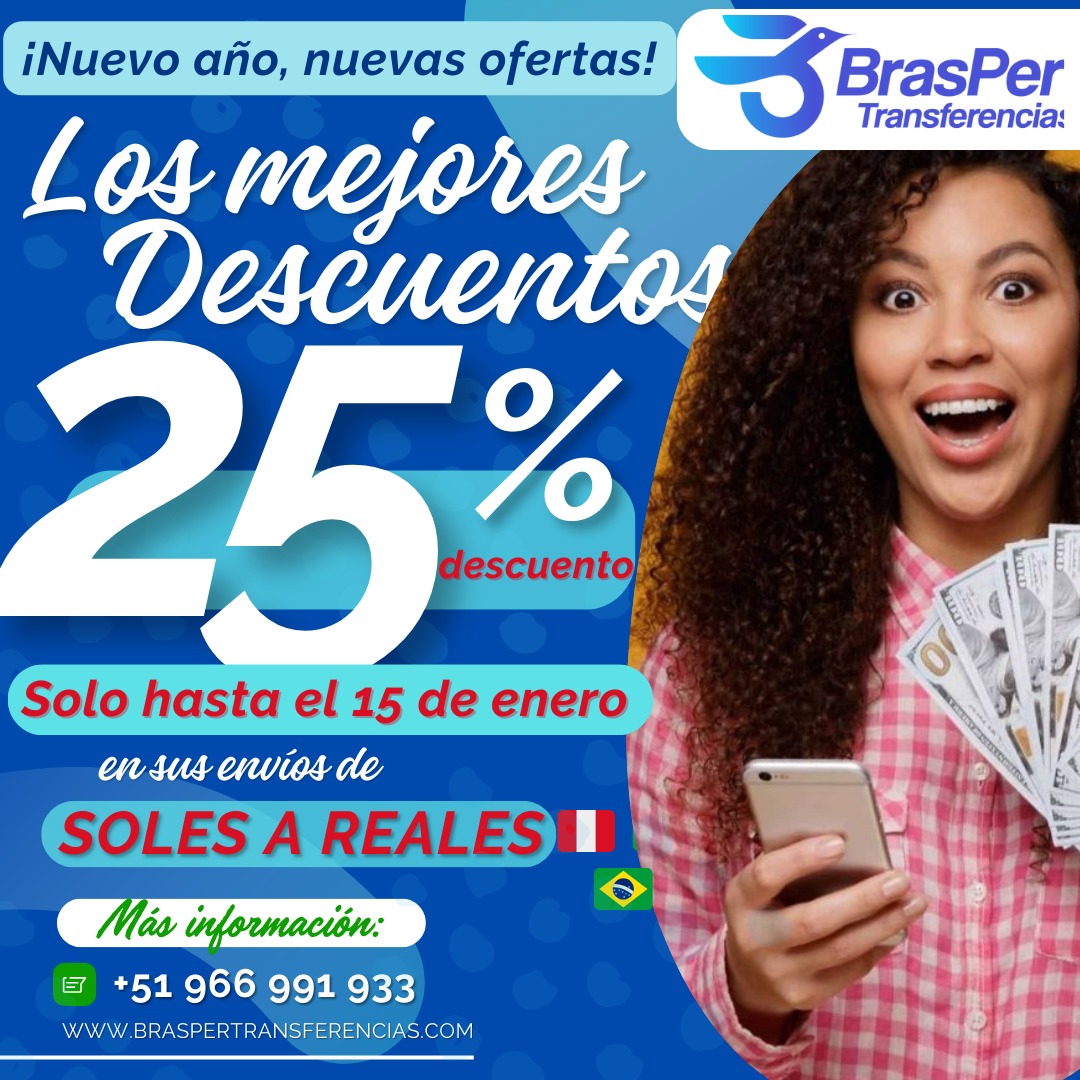 ¡Nuevo año, nuevas ofertas!
BrasPer
Transferencias
Los mejores
Descuentos
25%
descuento
Solo hasta el 15 de enero
en sus envíos de
SOLES A REALES
Más información:
+51 966 991 933
WWW.BRASPERTRANSFERENCIAS.COM
100